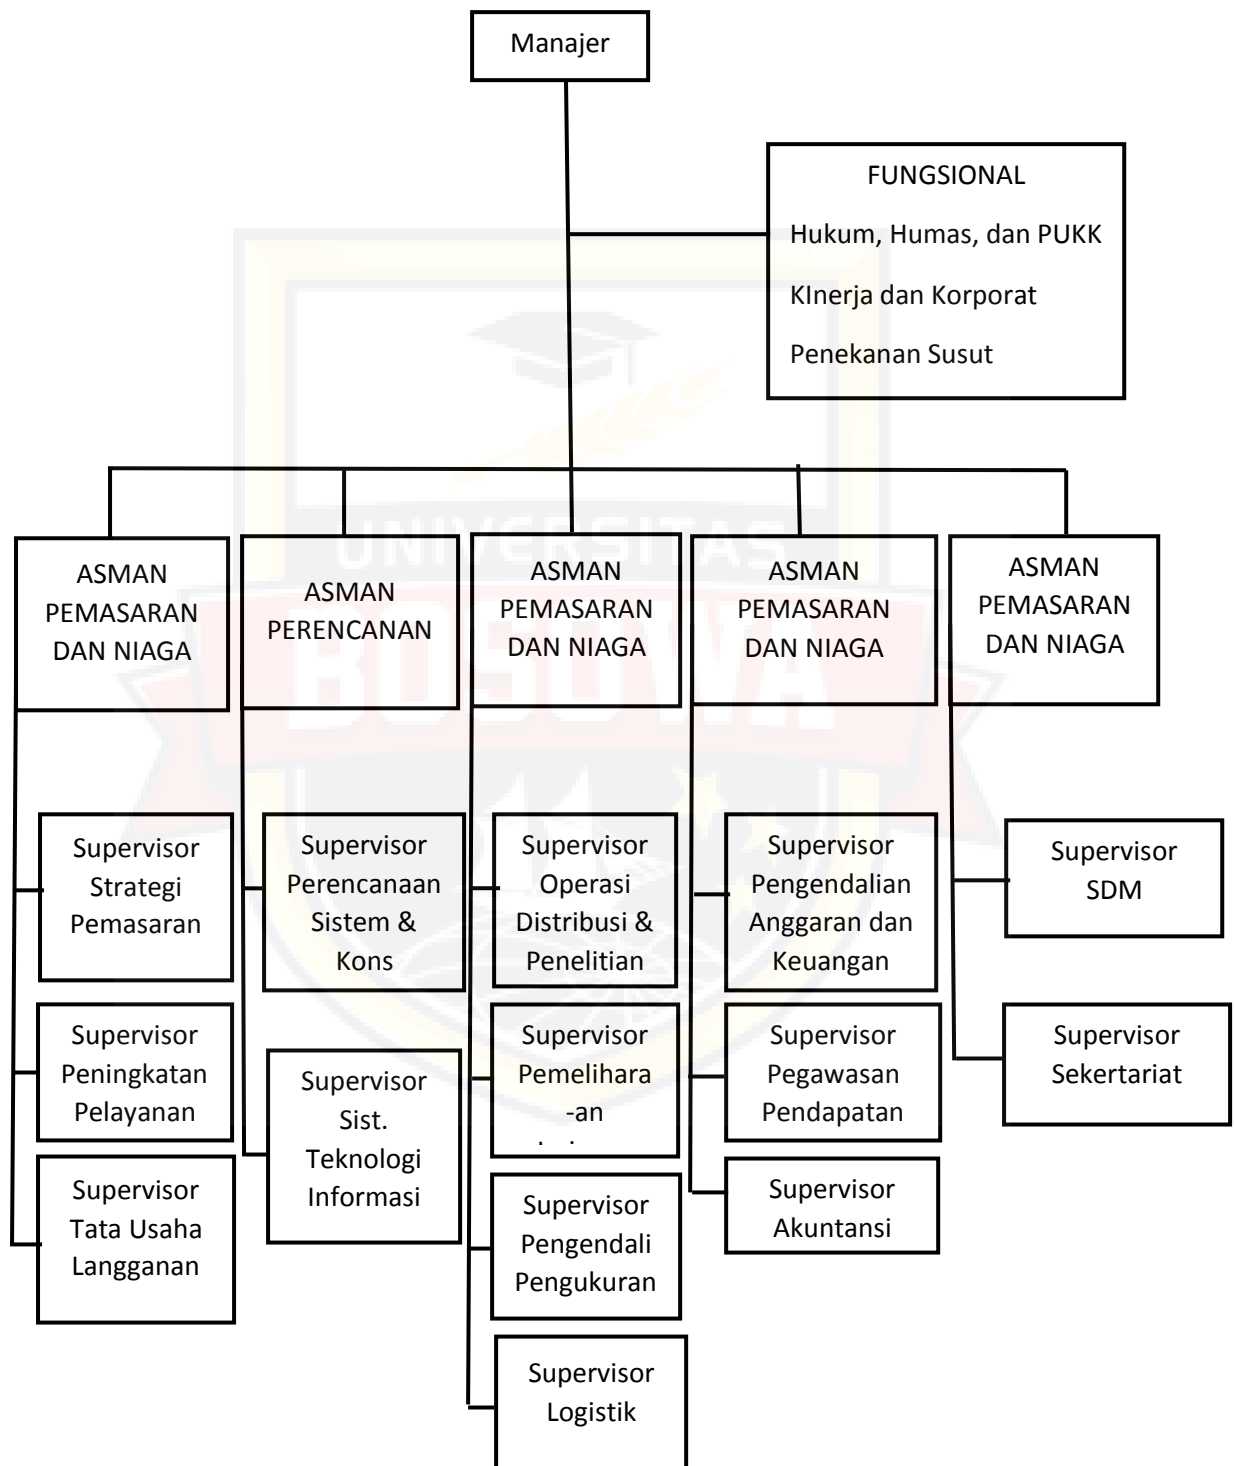 Manajer
FUNGSIONAL
Hukum, Humas, dan PUKK
KInerja dan Korporat
Penekanan Susut
UNIVERSITAS
BOSOWA
ASMAN
PEMASARAN
DAN NIAGA
ASMAN
PERENCANAN
ASMAN
PEMASARAN
DAN NIAGA
ASMAN
PEMASARAN
DAN NIAGA
ASMAN
PEMASARAN
DAN NIAGA
Supervisor
Strategi
Pemasaran
Supervisor
Perencanaan
Sistem &
Kons
Supervisor
Operasi
Distribusi &
Penelitian
Supervisor
Pengendalian
Anggaran dan
Keuangan
Supervisor
SDM
Supervisor
Peningkatan
Pelayanan
Supervisor
Sist.
Teknologi
Informasi
Supervisor
Pemelihara
-an
Supervisor
Pegawasan
Pendapatan
Supervisor
Sekertariat
Supervisor
Tata Usaha
Langganan
Supervisor
Pengendali
Pengukuran
Supervisor
Akuntansi
Supervisor
Logistik